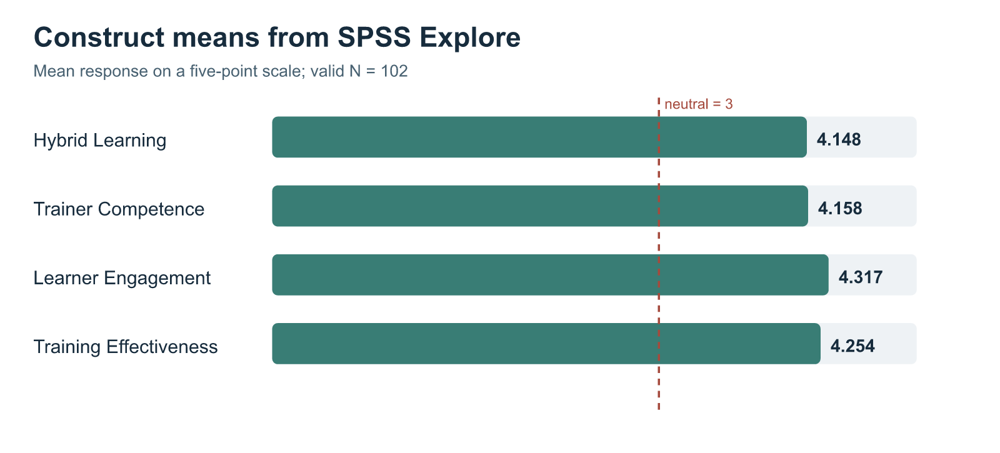 Construct means from SPSS Explore
Mean response on a five-point scale; valid N = 102
neutral = 3
Hybrid Learning 4.148
Trainer Competence 4.158
Learner Engagement 4.317
Training Effectiveness 4.254